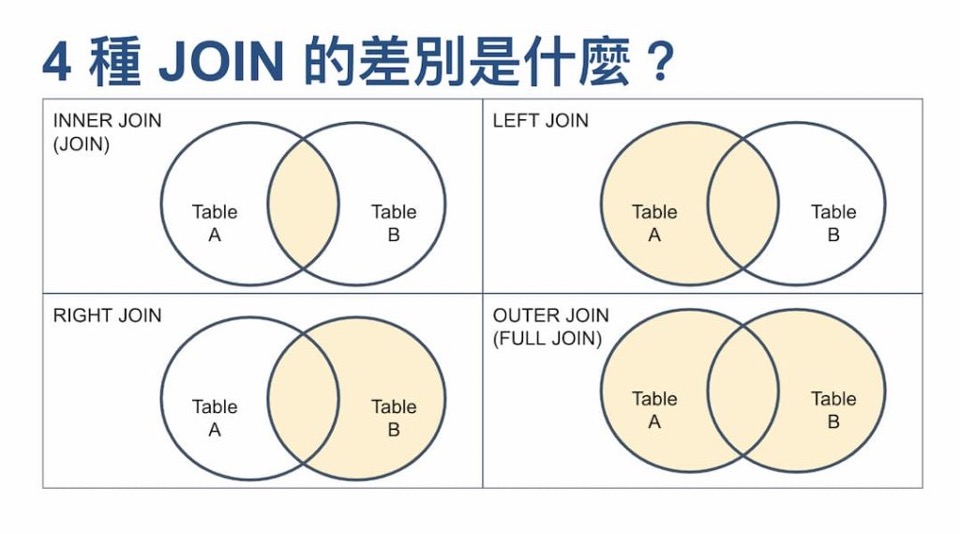 4 種 JOIN 的差別是什麼？
INNER JOIN
(JOIN)
Table
A
Table
B
LEFT JOIN
Table
A
Table
B
RIGHT JOIN
Table
A
Table
B
OUTER JOIN
(FULL JOIN)
Table
A
Table
B